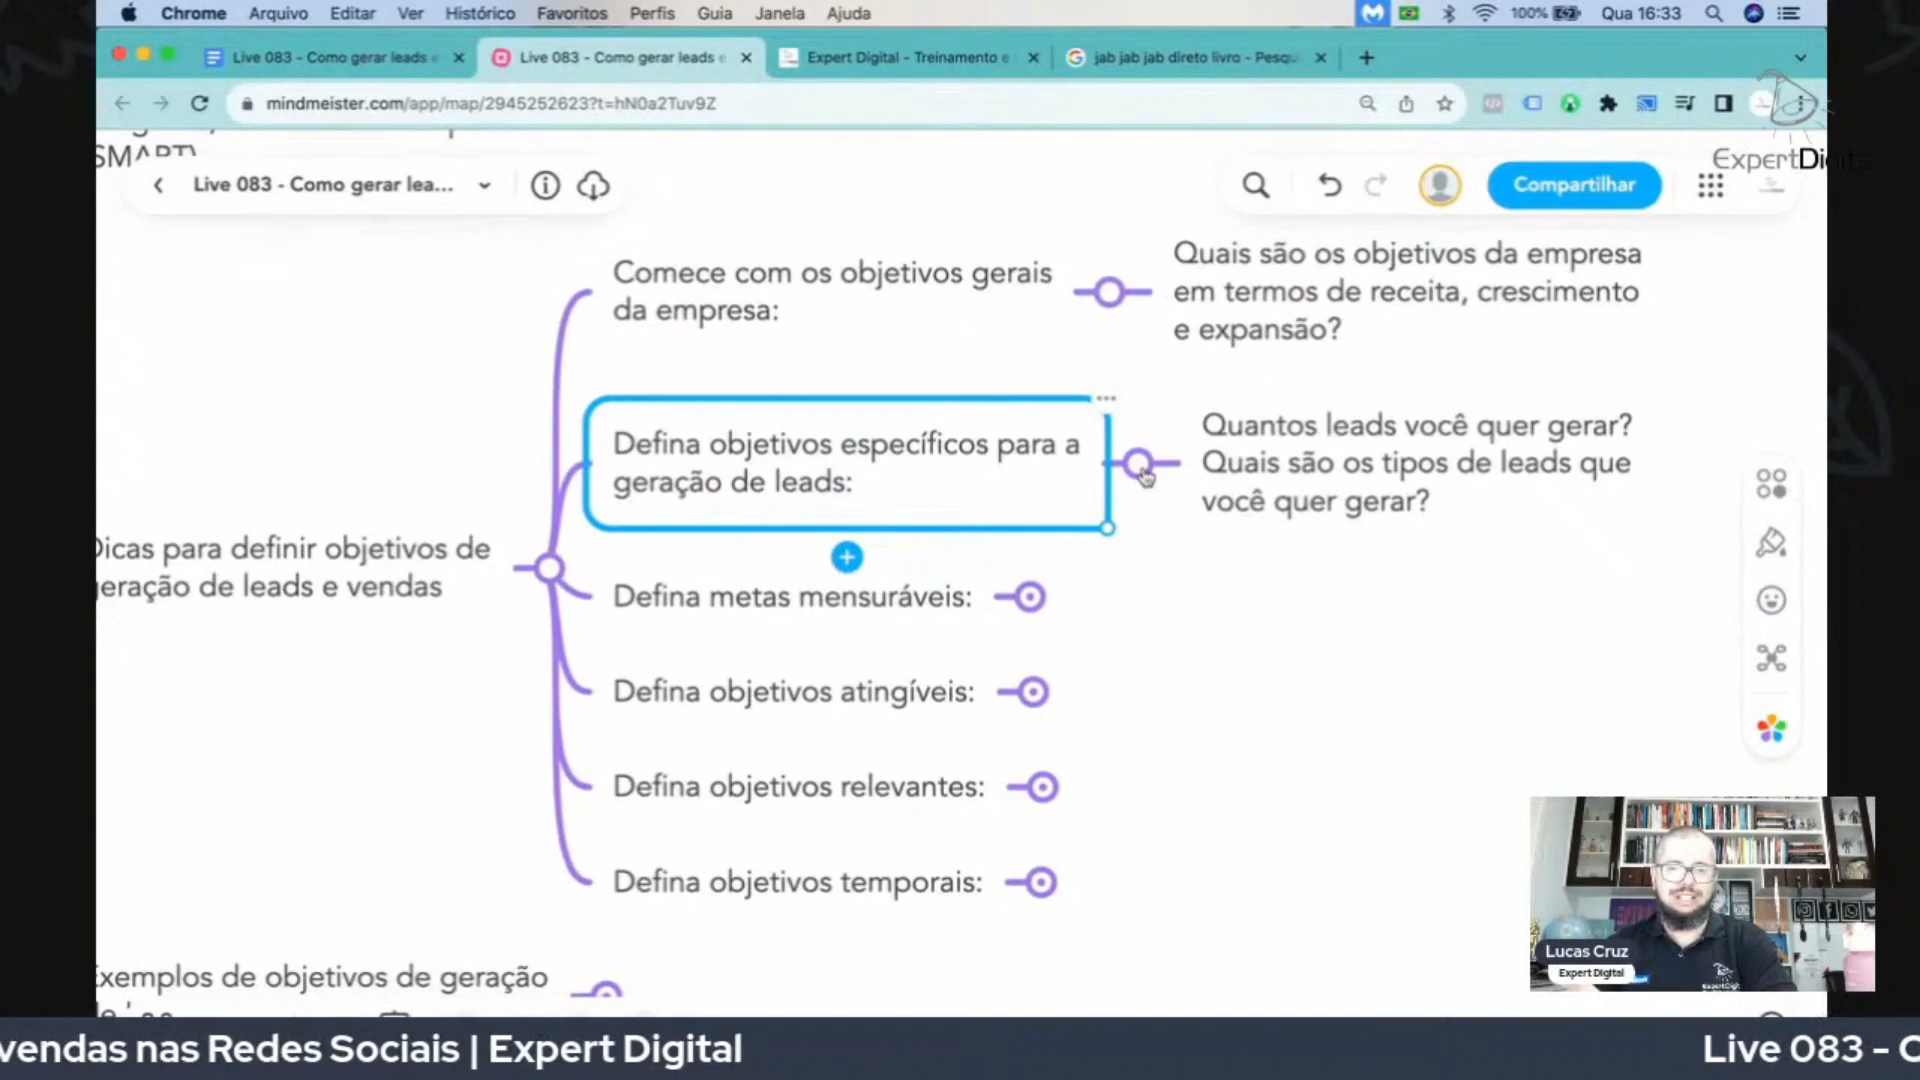 Chrome Arquivo Editar Ver Histórico Favoritos Perfis Guia Janela Ajuda 100% Qua 16:33
Live 083 - Como gerar leads e
Live 083 - Como gerar leads e
Expert Digital - Treinamento e
jab jab jab direto livro - Pesqu
mindmeister.com/app/map/2945252623?t=hN0a2Tuv9Z
SMART)
ExpertDigital
Live 083 - Como gerar lea...
Compartilhar
Comece com os objetivos gerais
da empresa:
Quais são os objetivos da empresa
em termos de receita, crescimento
e expansão?
Defina objetivos específicos para a
geração de leads:
Quantos leads você quer gerar?
Quais são os tipos de leads que
você quer gerar?
Dicas para definir objetivos de
geração de leads e vendas
Defina metas mensuráveis:
Defina objetivos atingíveis:
Defina objetivos relevantes:
Defina objetivos temporais:
Exemplos de objetivos de geração
Lucas Cruz
Expert Digital
vendas nas Redes Sociais | Expert Digital
Live 083 - C